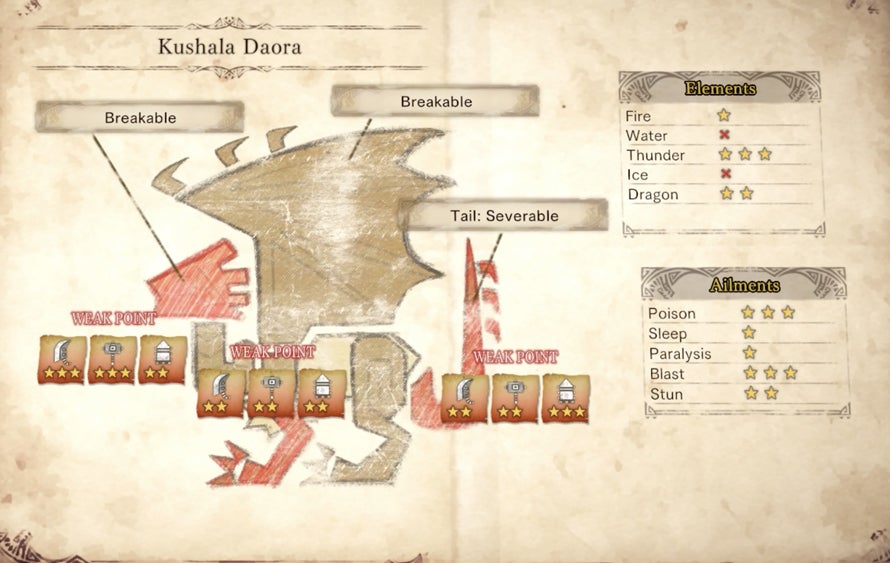 Kushala Daora
Breakable
Breakable
Tail: Severable
WEAK POINT
WEAK POINT
WEAK POINT
Elements
Fire
Water
Thunder
Ice
Dragon
Ailments
Poison
Sleep
Paralysis
Blast
Stun